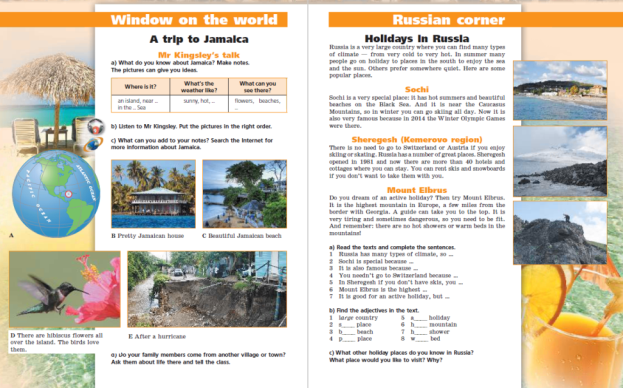 Window on the world
A trip to Jamaica
Mr Kingsley's talk
a) What do you know about Jamaica? Make notes.
The pictures can give you ideas.
Where is it?
What's the
weather like?
What can you
see there?
an island, near ...
in the ... Sea
sunny, hot, ...
flowers, beaches,
...
b) Listen to Mr Kingsley. Put the pictures in the right order.
c) What can you add to your notes? Search the Internet for
more information about Jamaica.
PACIFIC OCEAN
ATLANTIC OCEAN
A
B Pretty Jamaican house
C Beautiful Jamaican beach
D There are hibiscus flowers all
over the island. The birds love
them.
E After a hurricane
d) Do your family members come from another village or town?
Ask them about life there and tell the class.
Russian corner
Holidays in Russia
Russia is a very large country where you can find many types
of climate — from very cold to very hot. In summer many
people go on holiday to places in the south to enjoy the sea
and the sun. Others prefer somewhere quiet. Here are some
popular places.
Sochi
Sochi is a very special place: it has hot summers and beautiful
beaches on the Black Sea. And it is near the Caucasus
Mountains, so in winter you can go skiing all day. Now it is
also very famous because in 2014 the Winter Olympic Games
were there.
Sheregesh (Kemerovo region)
There is no need to go to Switzerland or Austria if you enjoy
skiing or skating. Russia has a number of great places. Sheregesh
opened in 1981 and now there are more than 40 hotels and
cottages where you can stay. You can rent skis and snowboards
if you don't want to take them with you.
Mount Elbrus
Do you dream of an active holiday? Then try Mount Elbrus.
It is the highest mountain in Europe, a few miles from the
border with Georgia. A guide can take you to the top. It is
very tiring and sometimes dangerous, so you need to be fit.
And remember: there are no hot showers or warm beds in the
mountains!
a) Read the texts and complete the sentences.
1 Russia has many types of climate, so ...
2 Sochi is special because ...
3 It is also famous because ...
4 You needn't go to Switzerland because ...
5 In Sheregesh if you don't have skis, you ...
6 Mount Elbrus is the highest ...
7 It is good for an active holiday, but ...
b) Find the adjectives in the text.
1 large country 5 a____ holiday
2 s____ place 6 h____ mountain
3 h____ beach 7 h____ shower
4 p____ place 8 w____ bed
c) What other holiday places do you know in Russia?
What place would you like to visit? Why?